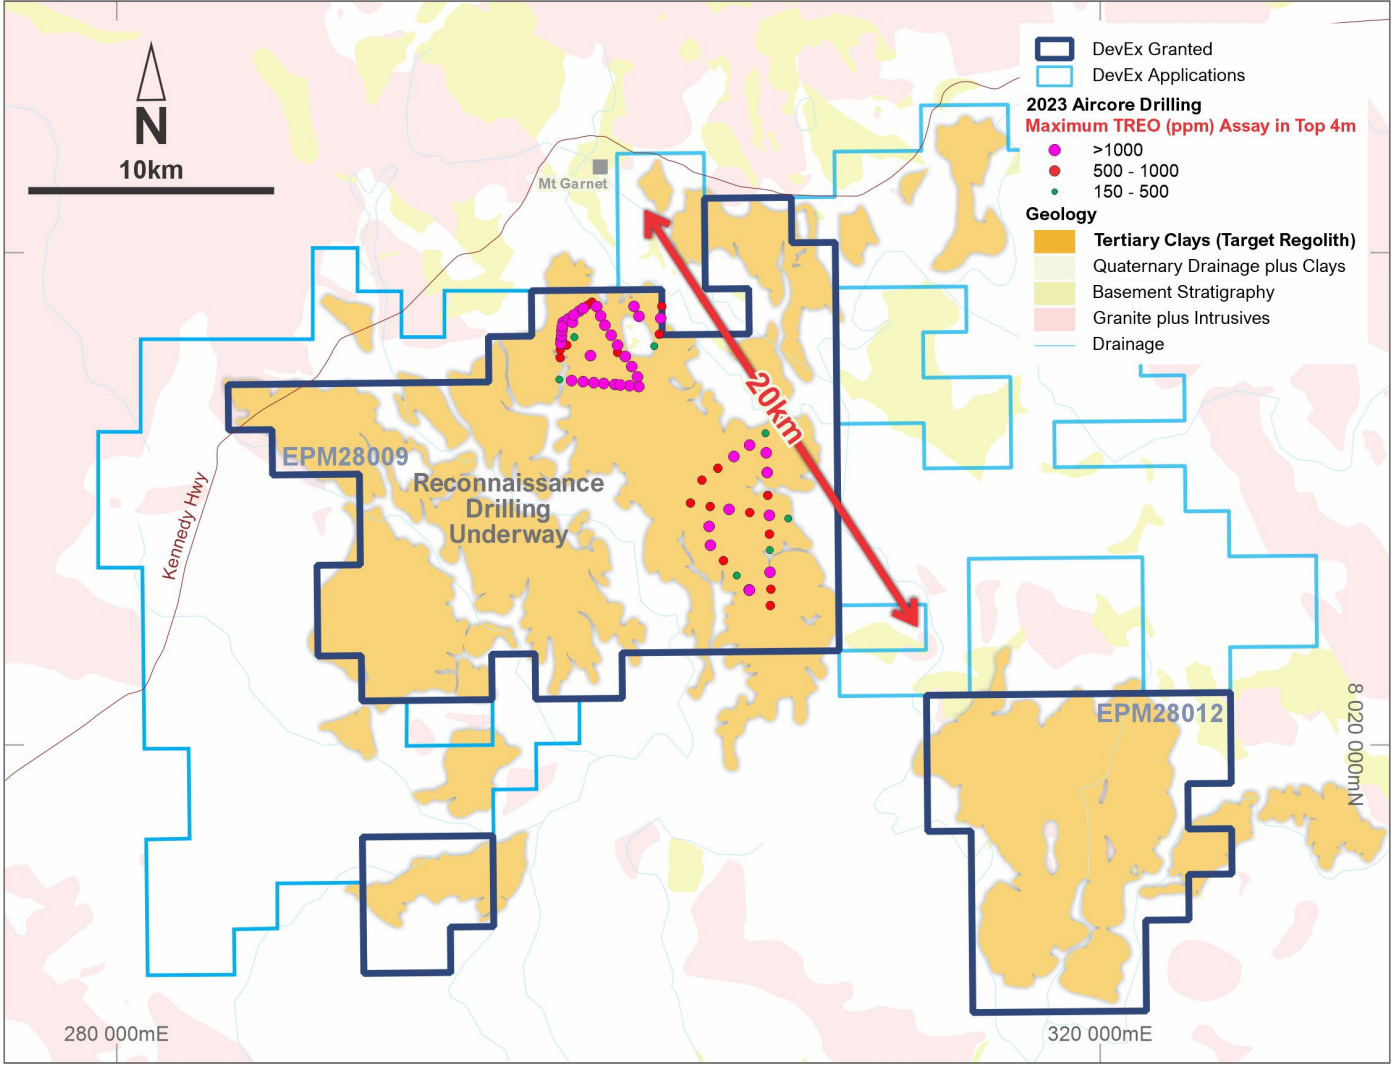 N
10km
Mt Garnet
DevEx Granted
DevEx Applications
2023 Aircore Drilling
Maximum TREO (ppm) Assay in Top 4m
>1000
500 - 1000
150 - 500
Geology
Tertiary Clays (Target Regolith)
Quaternary Drainage plus Clays
Basement Stratigraphy
Granite plus Intrusives
Drainage
20km
EPM28009
Reconnaissance
Drilling
Underway
Kennedy Hwy
EPM28012
8 020 000mN
280 000mE
320 000mE